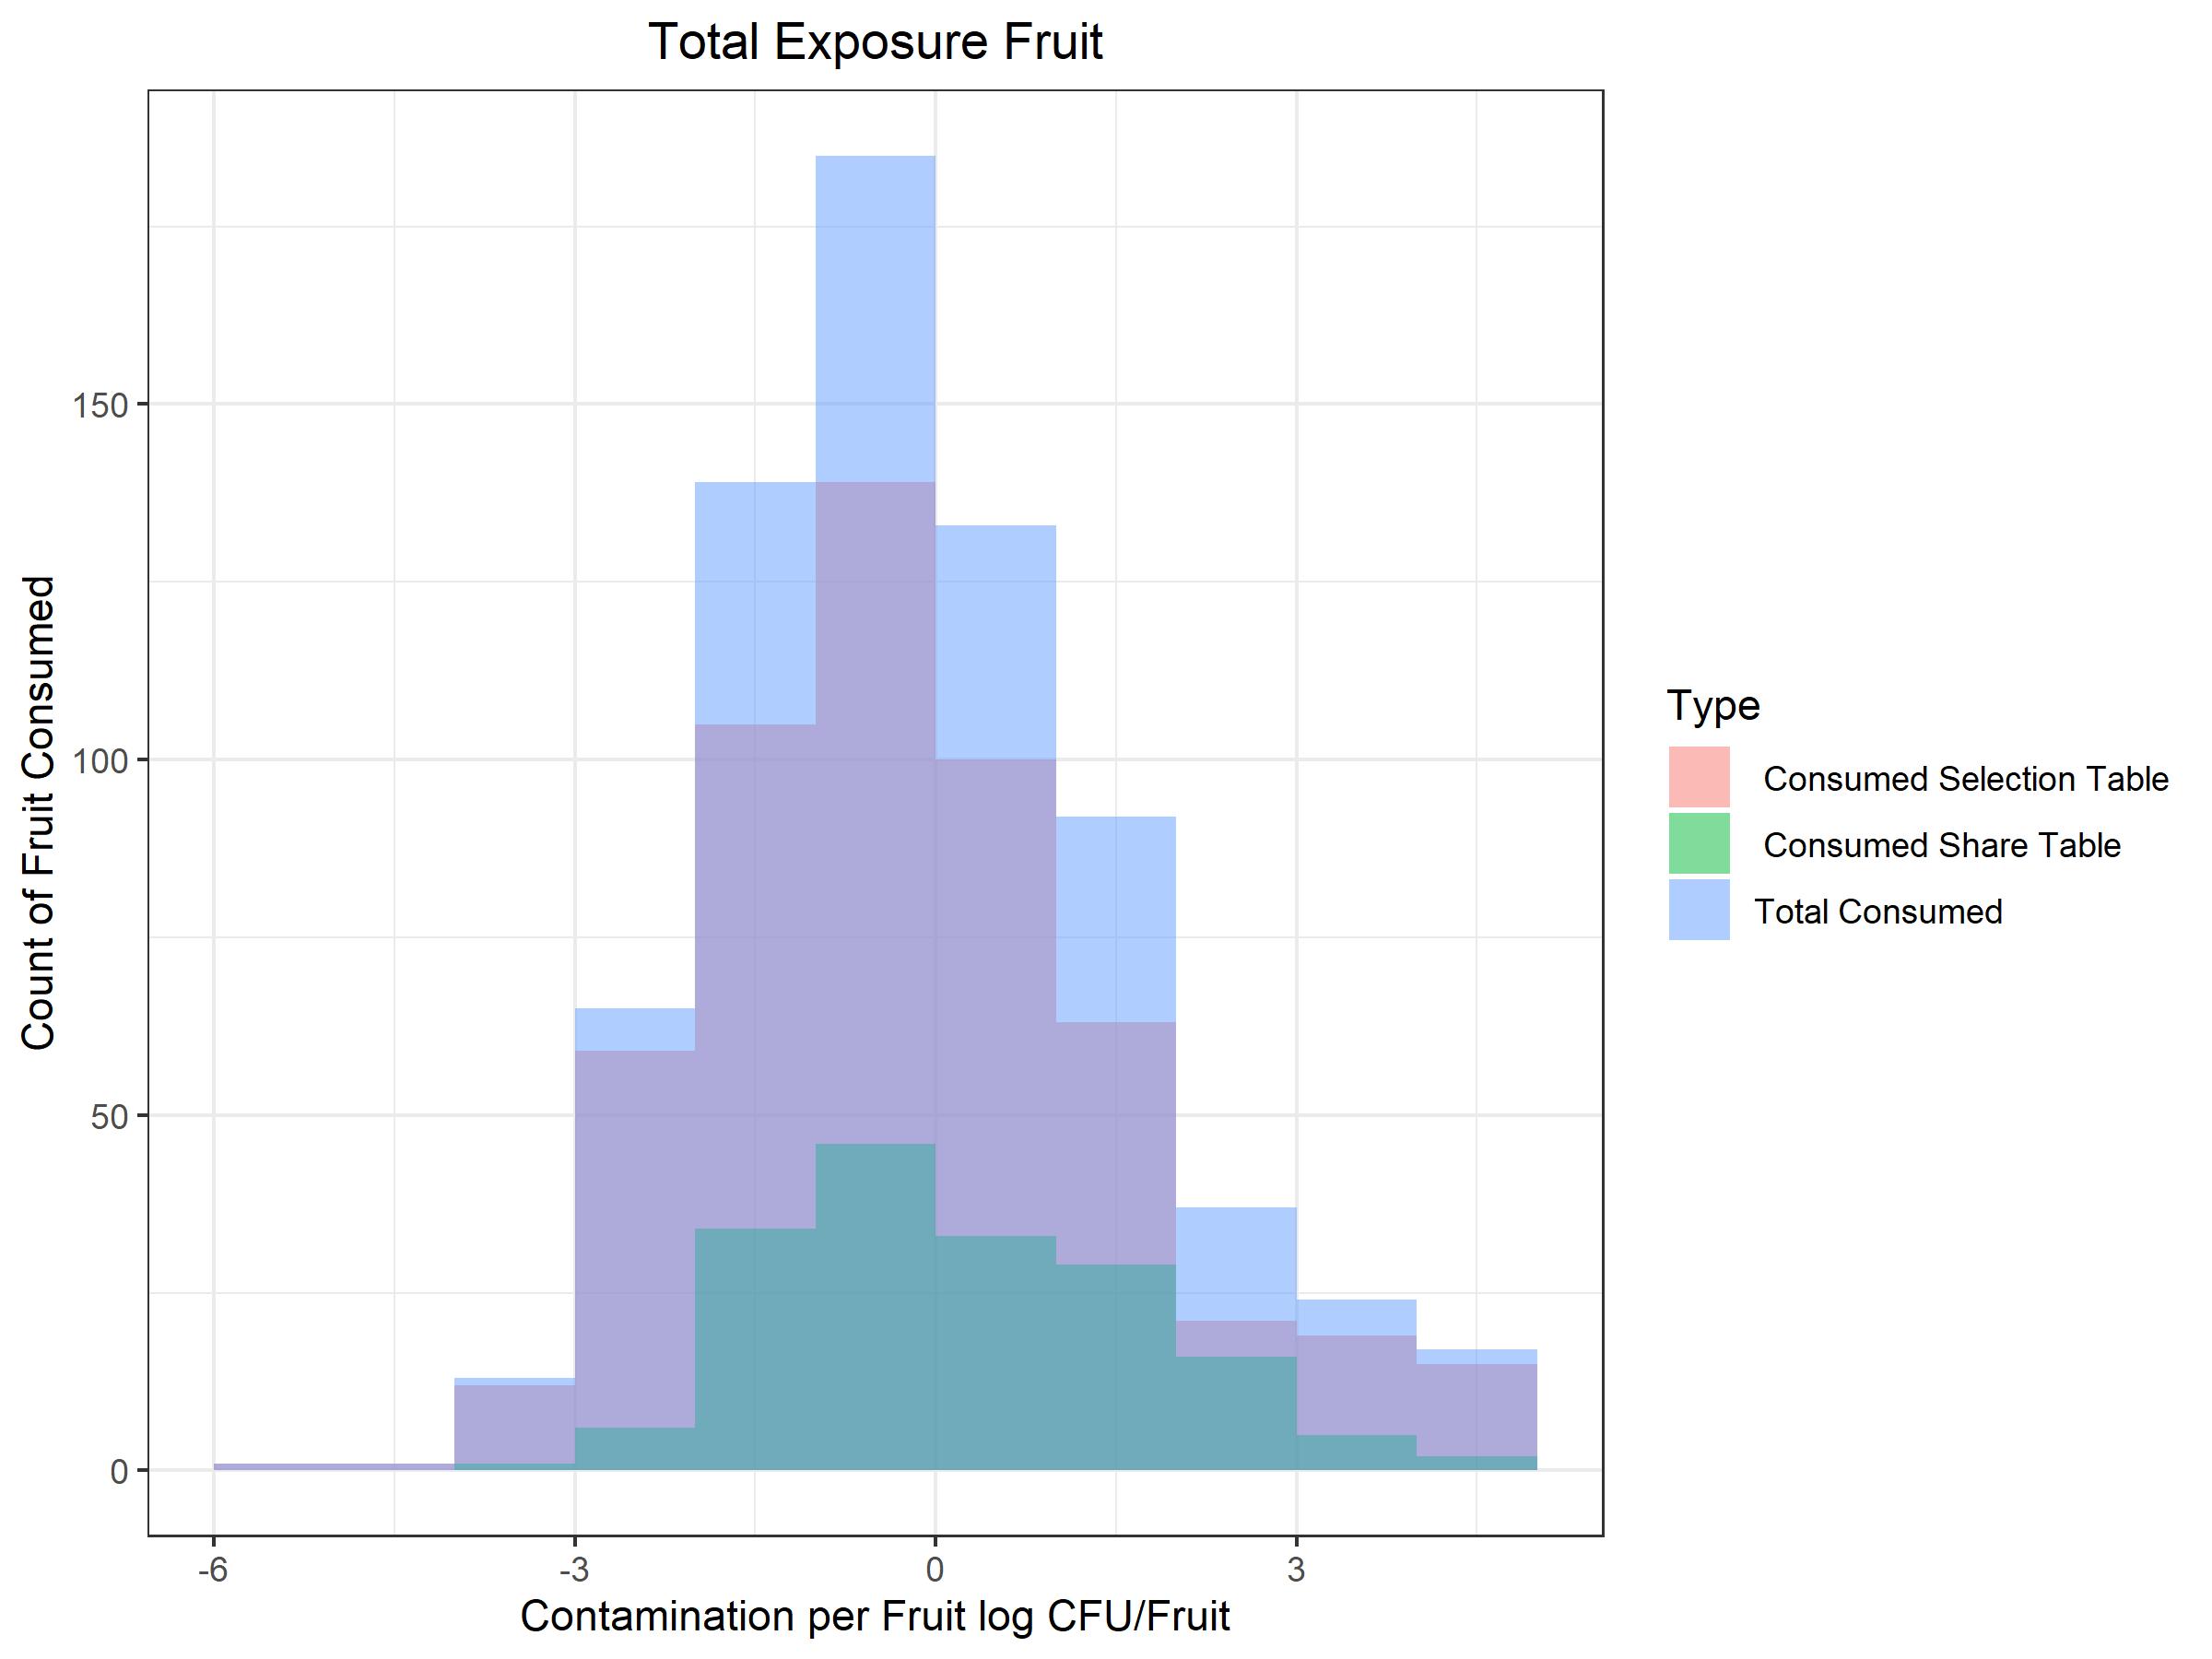 Total Exposure Fruit
Count of Fruit Consumed
150
100
50
0
-6
-3
0
3
Contamination per Fruit log CFU/Fruit
Type
Consumed Selection Table
Consumed Share Table
Total Consumed